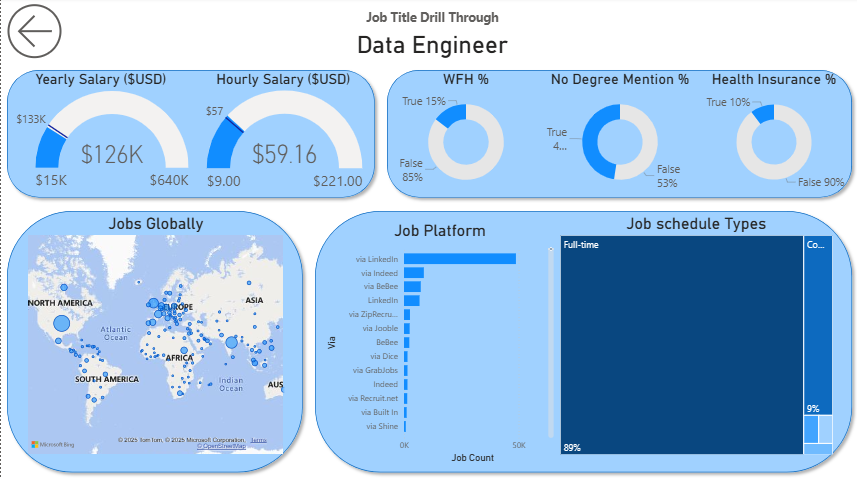 Job Title Drill Through
Data Engineer
Yearly Salary ($USD)
$133K
$126K
$15K
$640K
Hourly Salary ($USD)
$57
$59.16
$9.00
$221.00
WFH %
True 15%
False
85%
No Degree Mention %
True
4...
False
53%
Health Insurance %
True 10%
False 90%
Jobs Globally
NORTH AMERICA
EUROPE
ASIA
Atlantic
Ocean
AFRICA
SOUTH AMERICA
Indian
Ocean
AUS
Microsoft Bing
© 2025 TomTom, © 2025 Microsoft Corporation, Terms
© OpenStreetMap
Job Platform
Via
via LinkedIn
via Indeed
via BeBee
LinkedIn
via ZipRecru...
via Jooble
BeBee
via Dice
via GrabJobs
Indeed
via Recruit.net
via Built In
via Shine
0K
50K
Job Count
Job schedule Types
Full-time
89%
Co...
9%